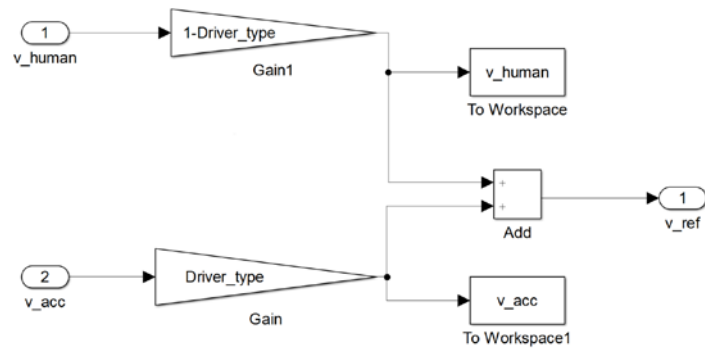 1
v_human
1-Driver_type
Gain1
v_human
To Workspace
+
+
Add
1
v_ref
2
v_acc
Driver_type
Gain
v_acc
To Workspace1